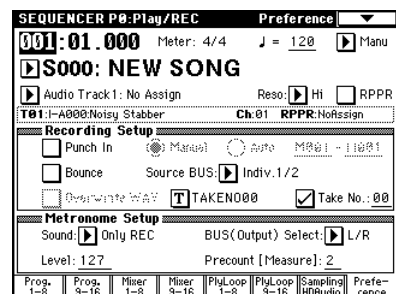 SEQUENCER P0:Play/REC Preference
001:01.000 Meter: 4/4 ♩ = 120 Manu
S000: NEW SONG
Audio Track1: No Assign Reso: Hi RPPR
T01:I-A000:Noisy Stabber Ch:01 RPPR:NoAssign
Recording Setup
Punch In Manual Auto M001 - M001
Bounce Source BUS: Indiv.1/2
Overwrite WAV T TAKENO00 Take No.: 00
Metronome Setup
Sound: Only REC BUS(Output) Select: L/R
Level: 127 Precount [Measure]: 2
Prog. 1-8 Prog. 9-16 Mixer 1-8 Mixer 9-16 PlyLoop 1-8 PlyLoop 9-16 Sampling HDAudio Prefe-cence